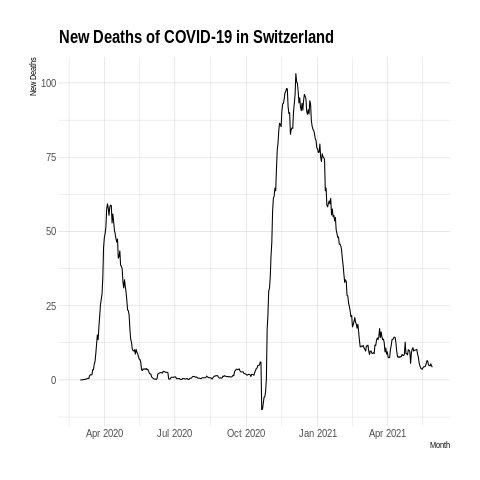 New Deaths of COVID-19 in Switzerland
New Deaths
100
75
50
25
0
Apr 2020 Jul 2020 Oct 2020 Jan 2021 Apr 2021
Month